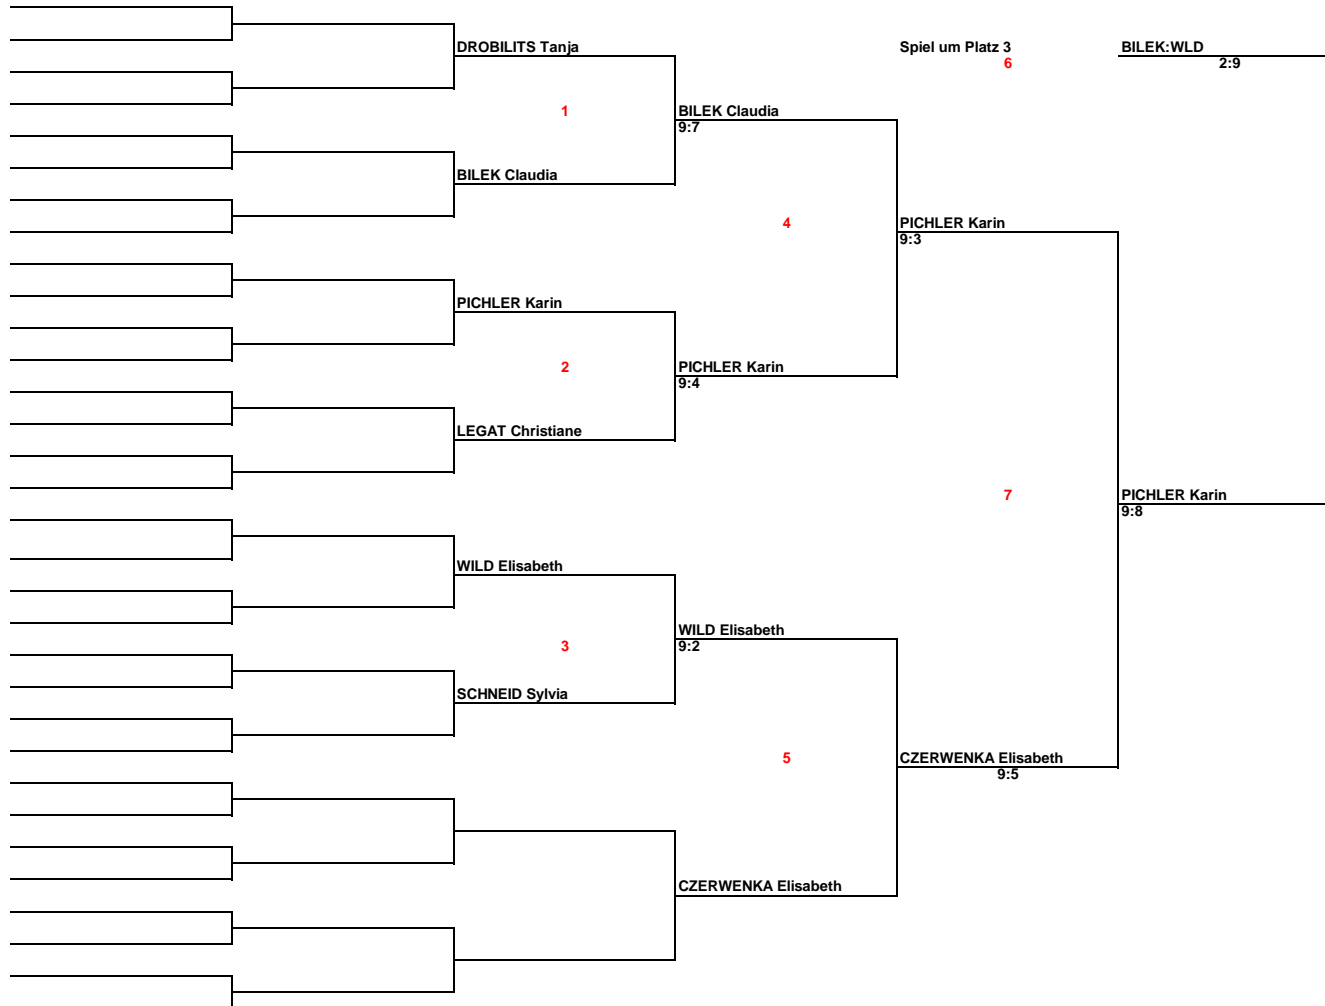 DROBILITS Tanja
Spiel um Platz 3
BILEK:WLD
6
2:9
1
BILEK Claudia
9:7
BILEK Claudia
4
PICHLER Karin
9:3
PICHLER Karin
2
PICHLER Karin
9:4
LEGAT Christiane
7
PICHLER Karin
9:8
WILD Elisabeth
WILD Elisabeth
3
9:2
SCHNEID Sylvia
5
CZERWENKA Elisabeth
9:5
CZERWENKA Elisabeth